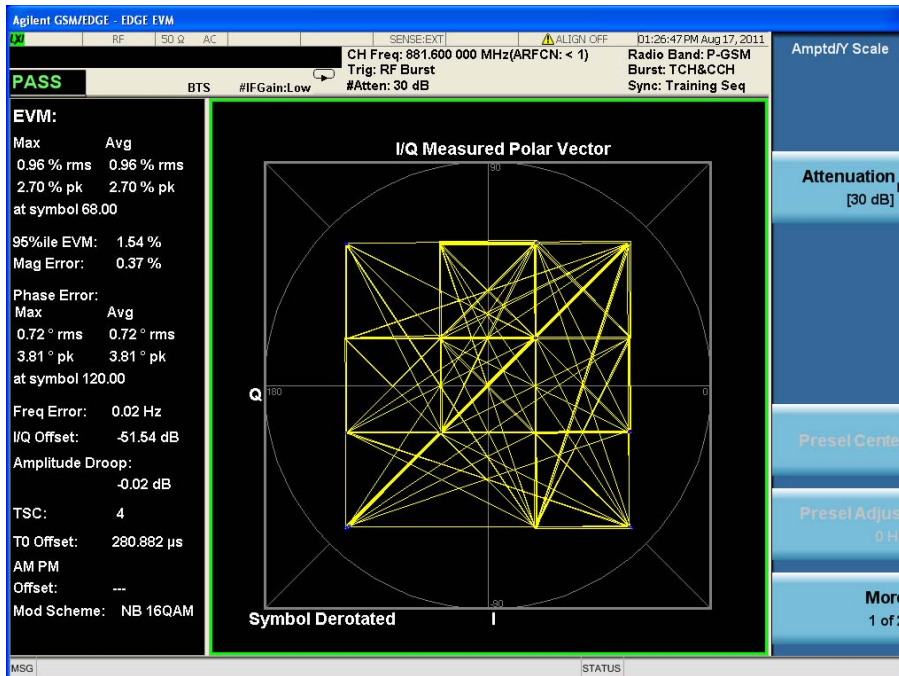 Agilent GSM/EDGE - EDGE EVM
LXI RF 50 Ω AC SENSE:EXT ALIGN OFF 01:26:47 PM Aug 17, 2011
CH Freq: 881.600 000 MHz(ARFCN: < 1) Radio Band: P-GSM
Trig: RF Burst Burst: TCH&CCH
PASS BTS #IFGain:Low #Atten: 30 dB Sync: Training Seq
EVM:
Max Avg
0.96 % rms 0.96 % rms
2.70 % pk 2.70 % pk
at symbol 68.00
95%ile EVM: 1.54 %
Mag Error: 0.37 %
Phase Error:
Max Avg
0.72 ° rms 0.72 ° rms
3.81 ° pk 3.81 ° pk
at symbol 120.00
Freq Error: 0.02 Hz
I/Q Offset: -51.54 dB
Amplitude Droop:
-0.02 dB
TSC: 4
T0 Offset: 280.882 µs
AM PM
Offset: ---
Mod Scheme: NB 16QAM
I/Q Measured Polar Vector
90
Q 180 0
-90
Symbol Derotated I
Amptd/Y Scale
Attenuation
[30 dB]
Presel Cente
Presel Adjus
0 H
More
1 of 2
MSG STATUS